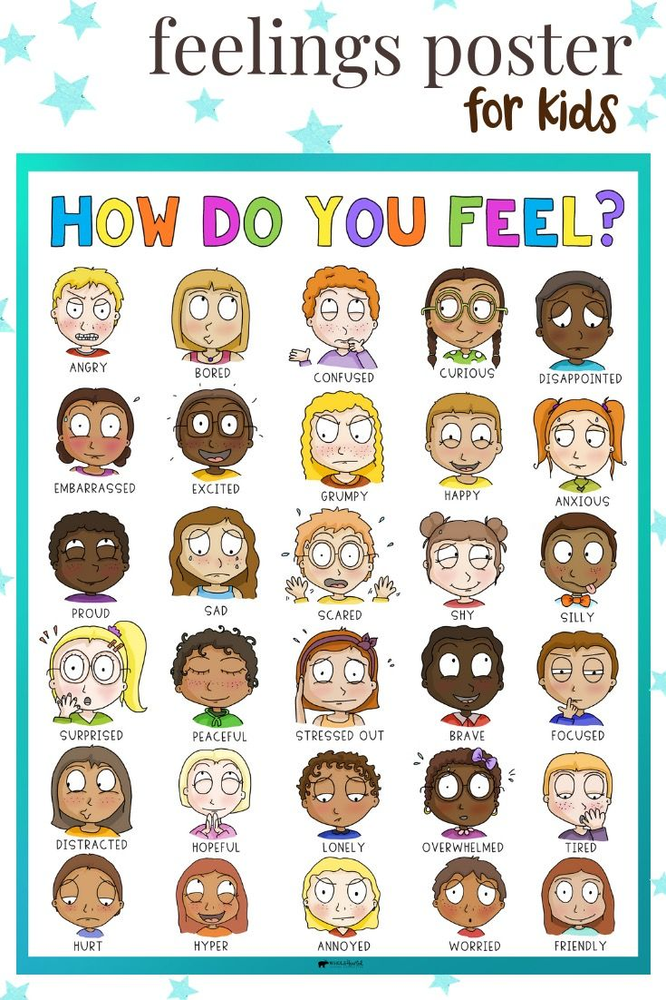 feelings poster
for kids
HOW DO YOU FEEL?
ANGRY
BORED
CONFUSED
CURIOUS
DISAPPOINTED
EMBARRASSED
EXCITED
GRUMPY
HAPPY
ANXIOUS
PROUD
SAD
SCARED
SHY
SILLY
SURPRISED
PEACEFUL
STRESSED OUT
BRAVE
FOCUSED
DISTRACTED
HOPEFUL
LONELY
OVERWHELMED
TIRED
HURT
HYPER
ANNOYED
WORRIED
FRIENDLY
WHOLEHearted